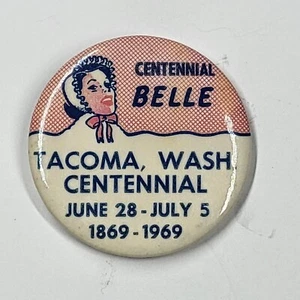 CENTENNIAL
BELLE
TACOMA, WASH.
CENTENNIAL
JUNE 28 - JULY 5
1869-1969